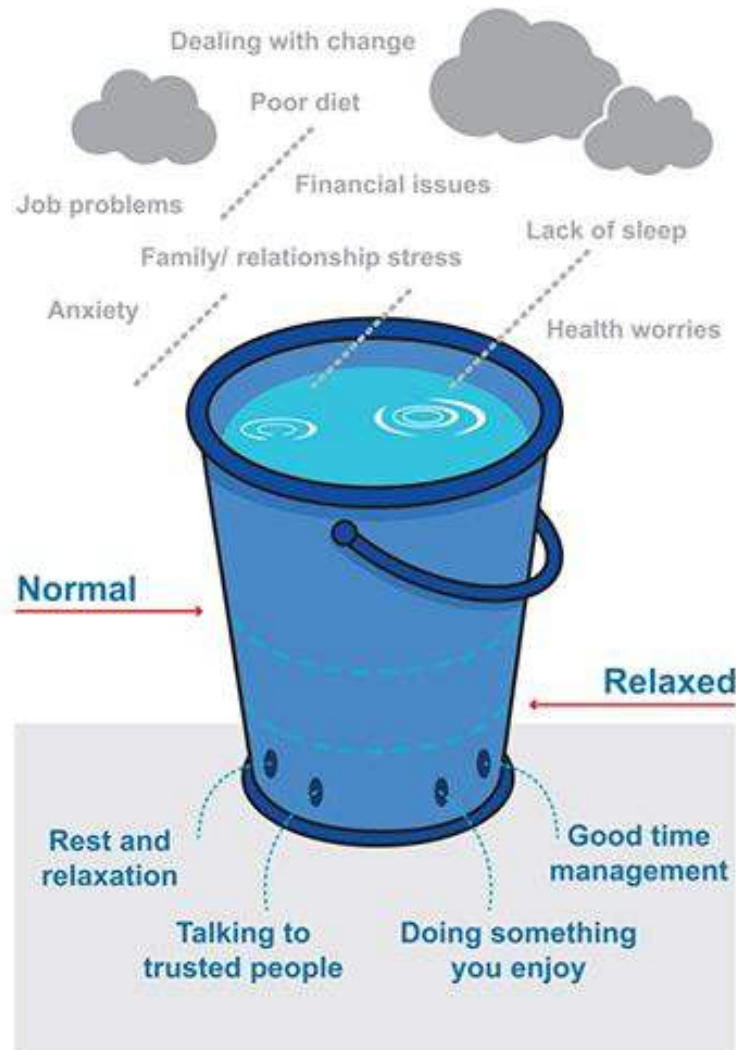 Dealing with change
Poor diet
Financial issues
Job problems
Lack of sleep
Family/ relationship stress
Anxiety
Health worries
Normal
Relaxed
Rest and
relaxation
Good time
management
Talking to
trusted people
Doing something
you enjoy